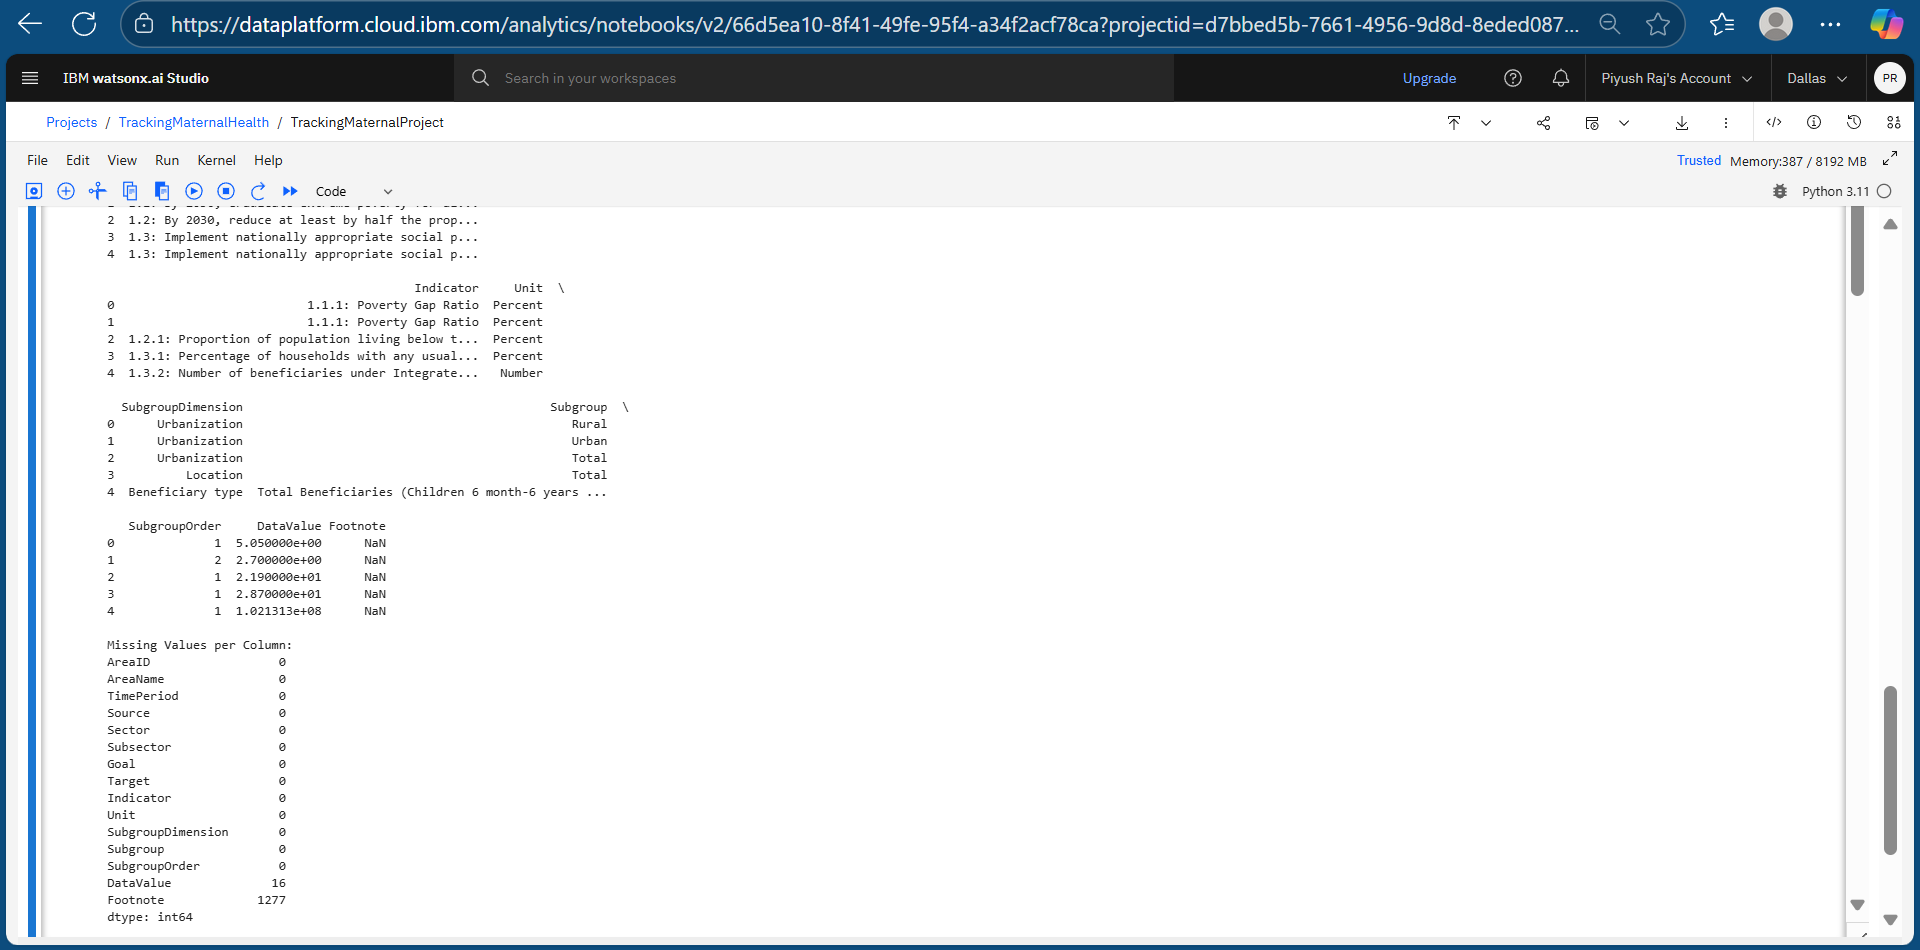 https://dataplatform.cloud.ibm.com/analytics/notebooks/v2/66d5ea10-8f41-49fe-95f4-a34f2acf78ca?projectid=d7bbed5b-7661-4956-9d8d-8eded087...
IBM watsonx.ai Studio
Search in your workspaces
Upgrade
Piyush Raj's Account
Dallas
PR
Projects / TrackingMaternalHealth / TrackingMaternalProject
File Edit View Run Kernel Help
Trusted Memory:387 / 8192 MB
Code
Python 3.11
2 1.2: By 2030, reduce at least by half the prop...
3 1.3: Implement nationally appropriate social p...
4 1.3: Implement nationally appropriate social p...
Indicator Unit \
0 1.1.1: Poverty Gap Ratio Percent
1 1.1.1: Poverty Gap Ratio Percent
2 1.2.1: Proportion of population living below t... Percent
3 1.3.1: Percentage of households with any usual... Percent
4 1.3.2: Number of beneficiaries under Integrate... Number
SubgroupDimension Subgroup \
0 Urbanization Rural
1 Urbanization Urban
2 Urbanization Total
3 Location Total
4 Beneficiary type Total Beneficiaries (Children 6 month-6 years ...
SubgroupOrder DataValue Footnote
0 1 5.050000e+00 NaN
1 2 2.700000e+00 NaN
2 1 2.190000e+01 NaN
3 1 2.870000e+01 NaN
4 1 1.021313e+08 NaN
Missing Values per Column:
AreaID 0
AreaName 0
TimePeriod 0
Source 0
Sector 0
Subsector 0
Goal 0
Target 0
Indicator 0
Unit 0
SubgroupDimension 0
Subgroup 0
SubgroupOrder 0
DataValue 16
Footnote 1277
dtype: int64